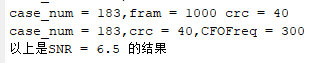 case_num = 183,fram = 1000 crc = 40
case_num = 183,crc = 40,CFOFreq = 300
以上是SNR = 6.5 的结果